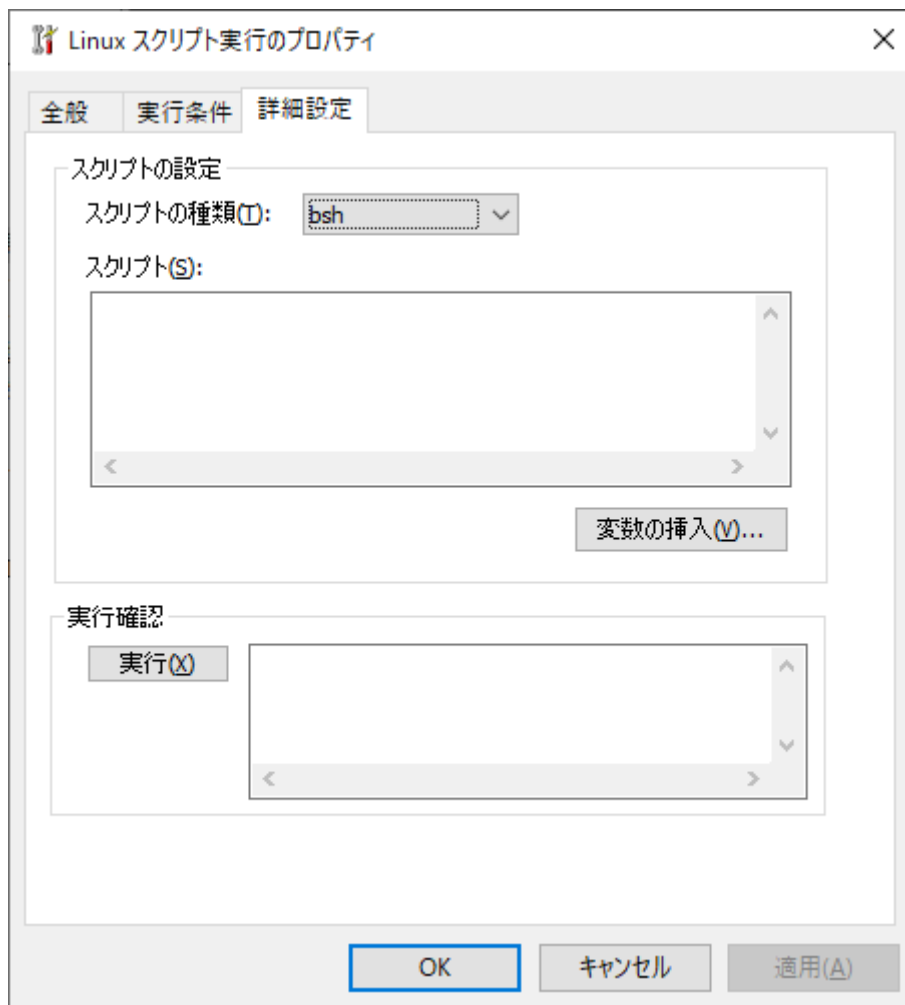 Linux スクリプト実行のプロパティ
全般 実行条件 詳細設定
スクリプトの設定
スクリプトの種類(T): bsh
スクリプト(S):
変数の挿入(V)...
実行確認
実行(X)
OK キャンセル 適用(A)